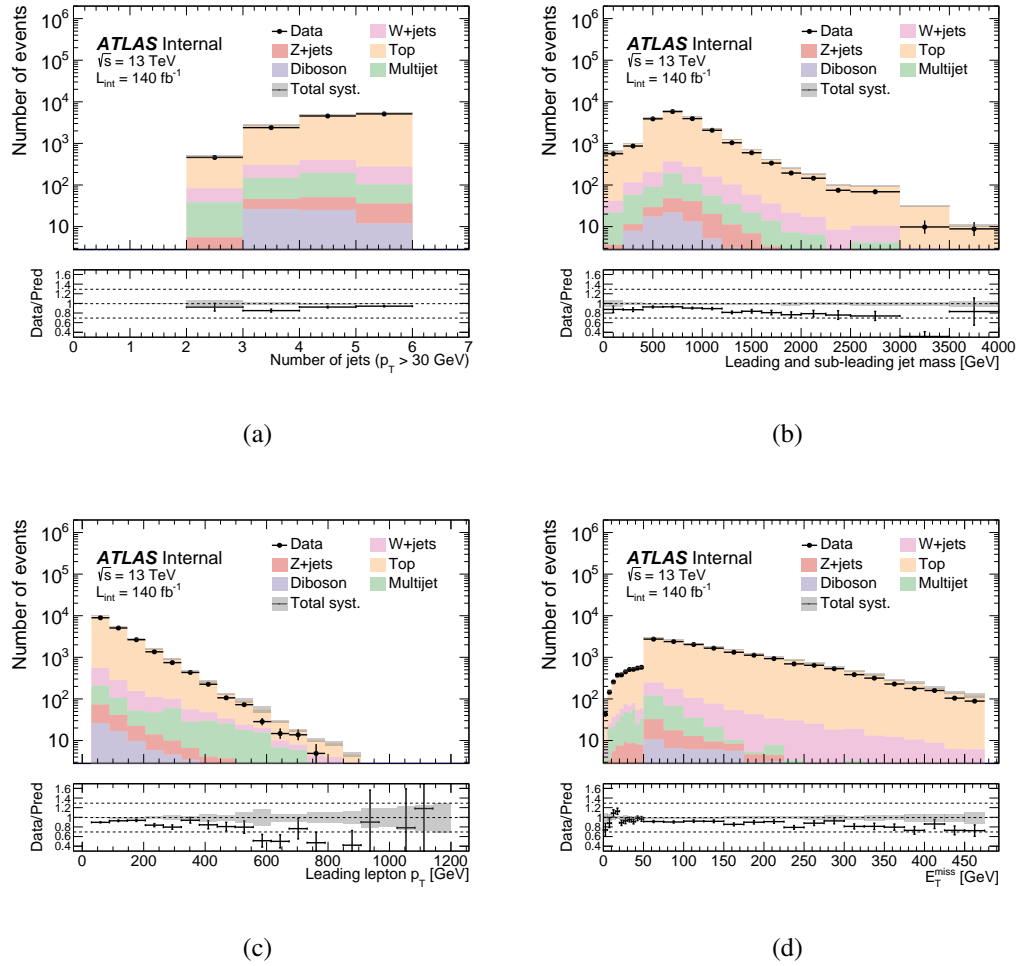 Number of events
10⁶
10⁵
10⁴
10³
10²
10
ATLAS Internal
√s = 13 TeV
L_int = 140 fb⁻¹
Data
Z+jets
Diboson
Total syst.
W+jets
Top
Multijet
Data/Pred
1.6
1.4
1.2
1
0.8
0.6
0.4
0 1 2 3 4 5 6 7
Number of jets (p_T > 30 GeV)
(a)
Number of events
10⁶
10⁵
10⁴
10³
10²
10
ATLAS Internal
√s = 13 TeV
L_int = 140 fb⁻¹
Data
Z+jets
Diboson
Total syst.
W+jets
Top
Multijet
Data/Pred
1.6
1.4
1.2
1
0.8
0.6
0.4
0 500 1000 1500 2000 2500 3000 3500 4000
Leading and sub-leading jet mass [GeV]
(b)
Number of events
10⁶
10⁵
10⁴
10³
10²
10
ATLAS Internal
√s = 13 TeV
L_int = 140 fb⁻¹
Data
Z+jets
Diboson
Total syst.
W+jets
Top
Multijet
Data/Pred
1.6
1.4
1.2
1
0.8
0.6
0.4
0 200 400 600 800 1000 1200
Leading lepton p_T [GeV]
(c)
Number of events
10⁶
10⁵
10⁴
10³
10²
10
ATLAS Internal
√s = 13 TeV
L_int = 140 fb⁻¹
Data
Z+jets
Diboson
Total syst.
W+jets
Top
Multijet
Data/Pred
1.6
1.4
1.2
1
0.8
0.6
0.4
0 50 100 150 200 250 300 350 400 450
E_T^miss [GeV]
(d)